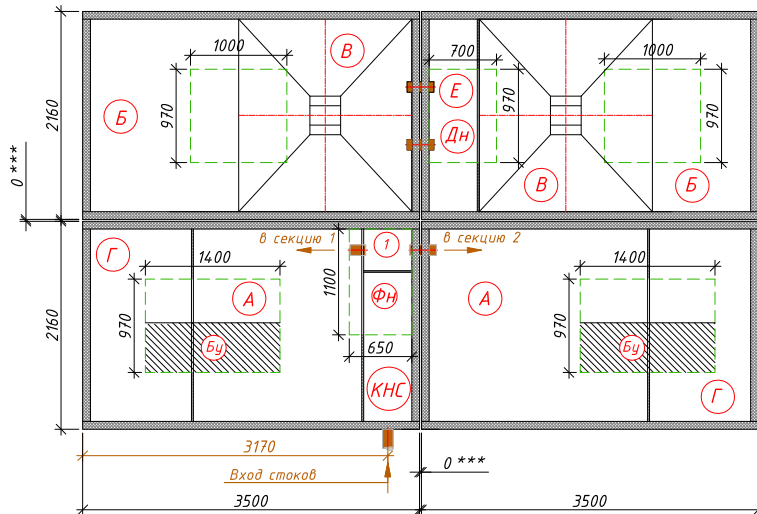 1000
В
700
1000
2160
Б
970
Е
Дн
970
В
970
Б
0 ***
Г
1400
в секцию 1
1
в секцию 2
1400
2160
970
А
Бу
1100
Фн
650
КНС
А
970
Бу
Г
3170
Вход стоков
0 ***
3500
3500